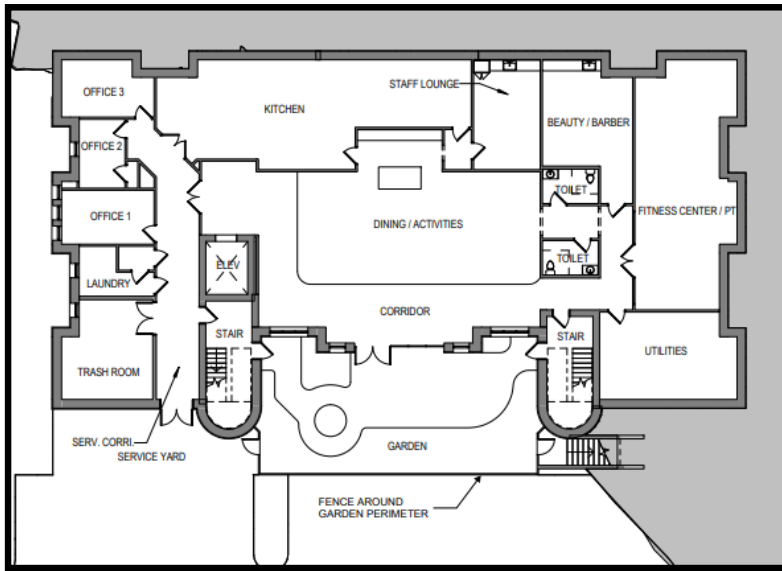 OFFICE 3
KITCHEN
STAFF LOUNGE
BEAUTY / BARBER
OFFICE 2
TOILET
OFFICE 1
DINING / ACTIVITIES
FITNESS CENTER / PT
ELEV
TOILET
LAUNDRY
CORRIDOR
STAIR
STAIR
UTILITIES
TRASH ROOM
SERV. CORRI.
SERVICE YARD
GARDEN
FENCE AROUND
GARDEN PERIMETER